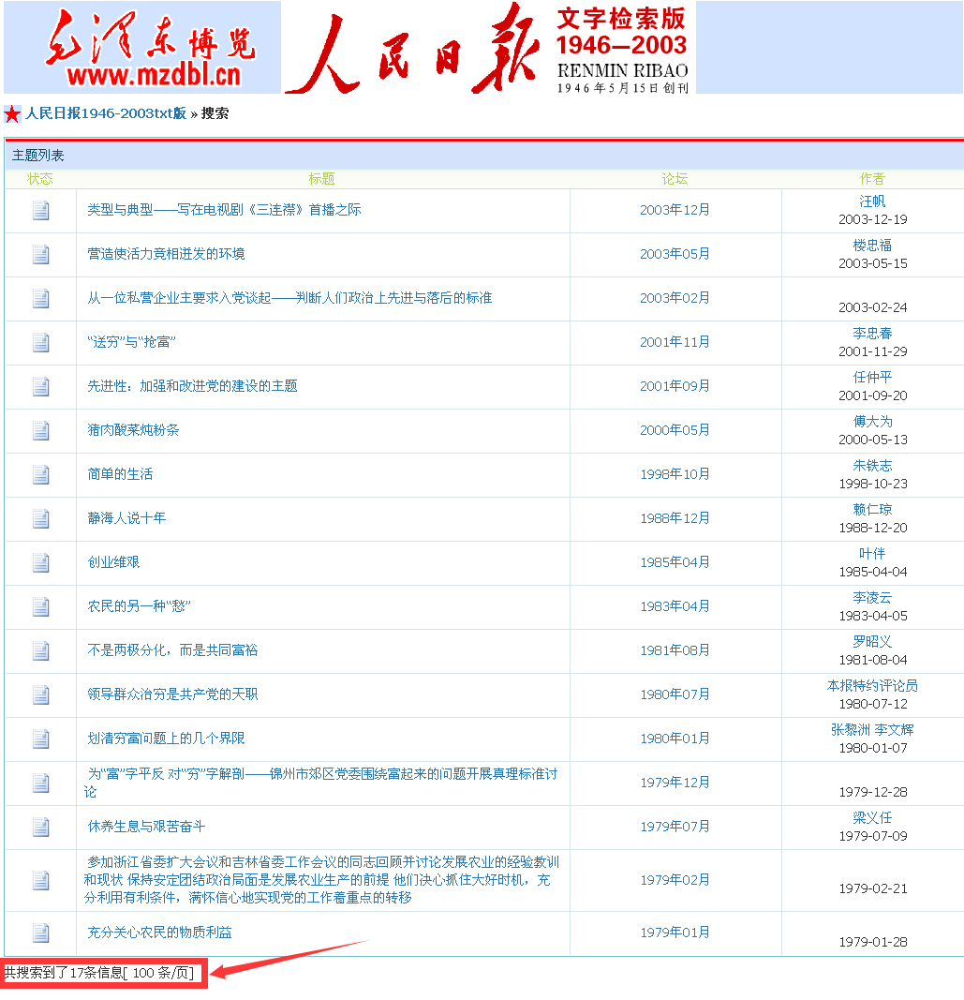 毛泽东博览
www.mzdbl.cn
人民日报
文字检索版
1946—2003
RENMIN RIBAO
1946年5月15日创刊
人民日报1946-2003txt版 » 搜索
主题列表
状态 标题 论坛 作者
类型与典型——写在电视剧《三连襟》首播之际 2003年12月 汪帆
2003-12-19
营造使活力竞相迸发的环境 2003年05月 楼忠福
2003-05-15
从一位私营企业主要求入党谈起——判断人们政治上先进与落后的标准 2003年02月
2003-02-24
“送穷”与“抢富” 2001年11月 李忠春
2001-11-29
先进性：加强和改进党的建设的主题 2001年09月 任仲平
2001-09-20
猪肉酸菜炖粉条 2000年05月 傅大为
2000-05-13
简单的生活 1998年10月 朱铁志
1998-10-23
静海人说十年 1988年12月 赖仁琼
1988-12-20
创业维艰 1985年04月 叶伴
1985-04-04
农民的另一种“愁” 1983年04月 李凌云
1983-04-05
不是两极分化，而是共同富裕 1981年08月 罗昭义
1981-08-04
领导群众治穷是共产党的天职 1980年07月 本报特约评论员
1980-07-12
划清穷富问题上的几个界限 1980年01月 张黎洲 李文辉
1980-01-07
为“富”字平反 对“穷”字解剖——锦州市郊区党委围绕富起来的问题开展真理标准讨
论 1979年12月
1979-12-28
休养生息与艰苦奋斗 1979年07月 梁义任
1979-07-09
参加浙江省委扩大会议和吉林省委工作会议的同志回顾并讨论发展农业的经验教训
和现状 保持安定团结政治局面是发展农业生产的前提 他们决心抓住大好时机，充 1979年02月
分利用有利条件，满怀信心地实现党的工作着重点的转移 1979-02-21
充分关心农民的物质利益 1979年01月
1979-01-28
共搜索到了17条信息[ 100 条/页]